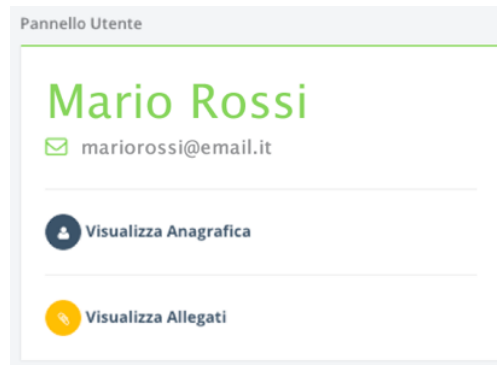 Pannello Utente
Mario Rossi
mariorossi@email.it
Visualizza Anagrafica
Visualizza Allegati